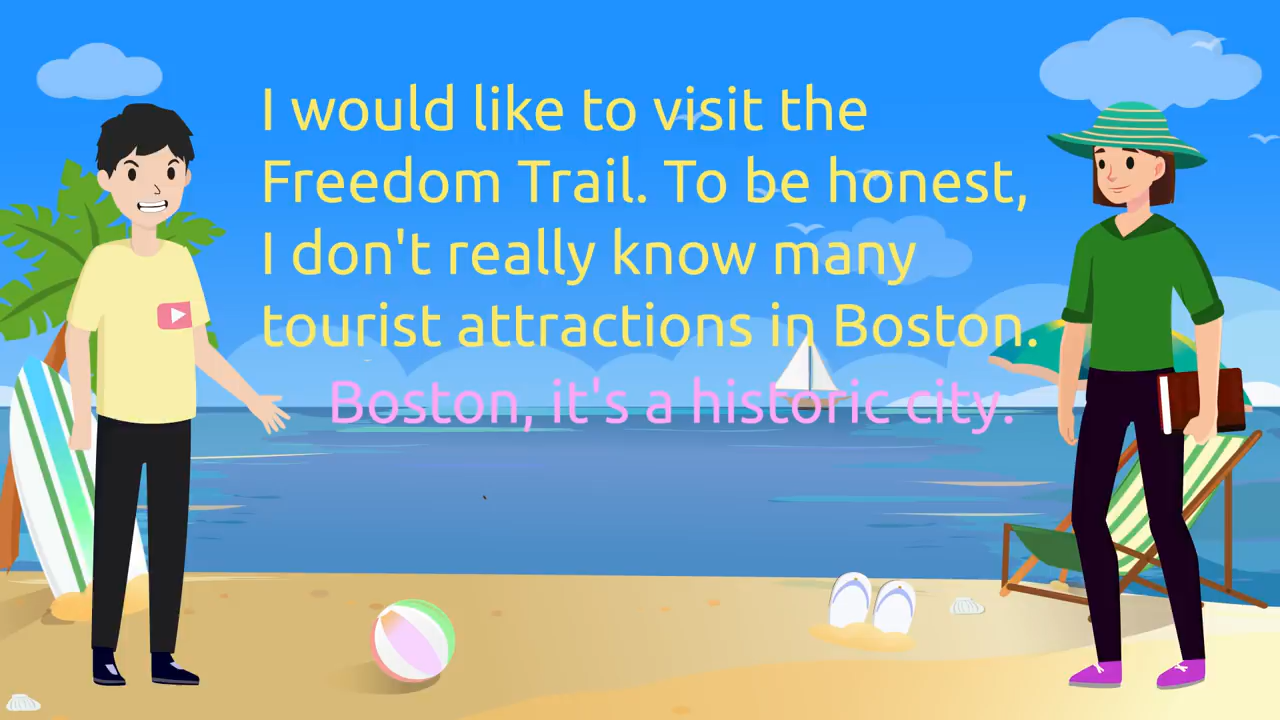 I would like to visit the
Freedom Trail. To be honest,
I don't really know many
tourist attractions in Boston.
Boston, it's a historic city.